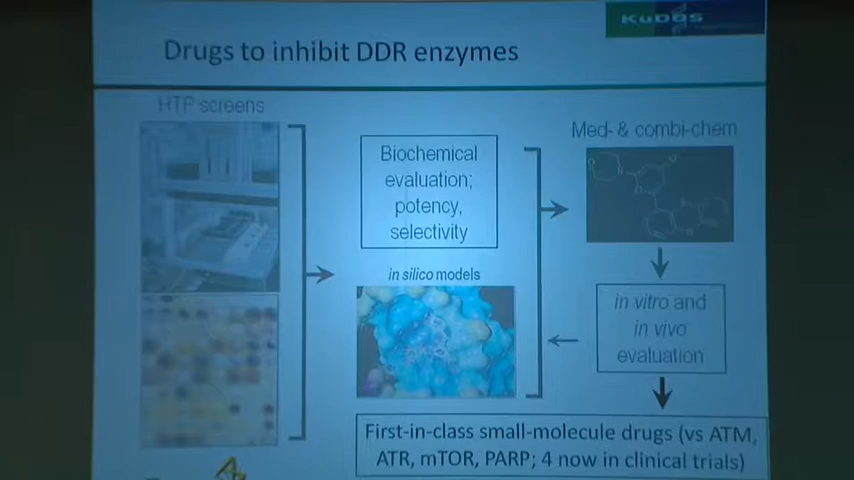 KuDOS
Drugs to inhibit DDR enzymes
HTP screens
Biochemical
evaluation;
potency,
selectivity
in silico models
Med- & combi-chem
in vitro and
in vivo
evaluation
First-in-class small-molecule drugs (vs ATM,
ATR, mTOR, PARP; 4 now in clinical trials)